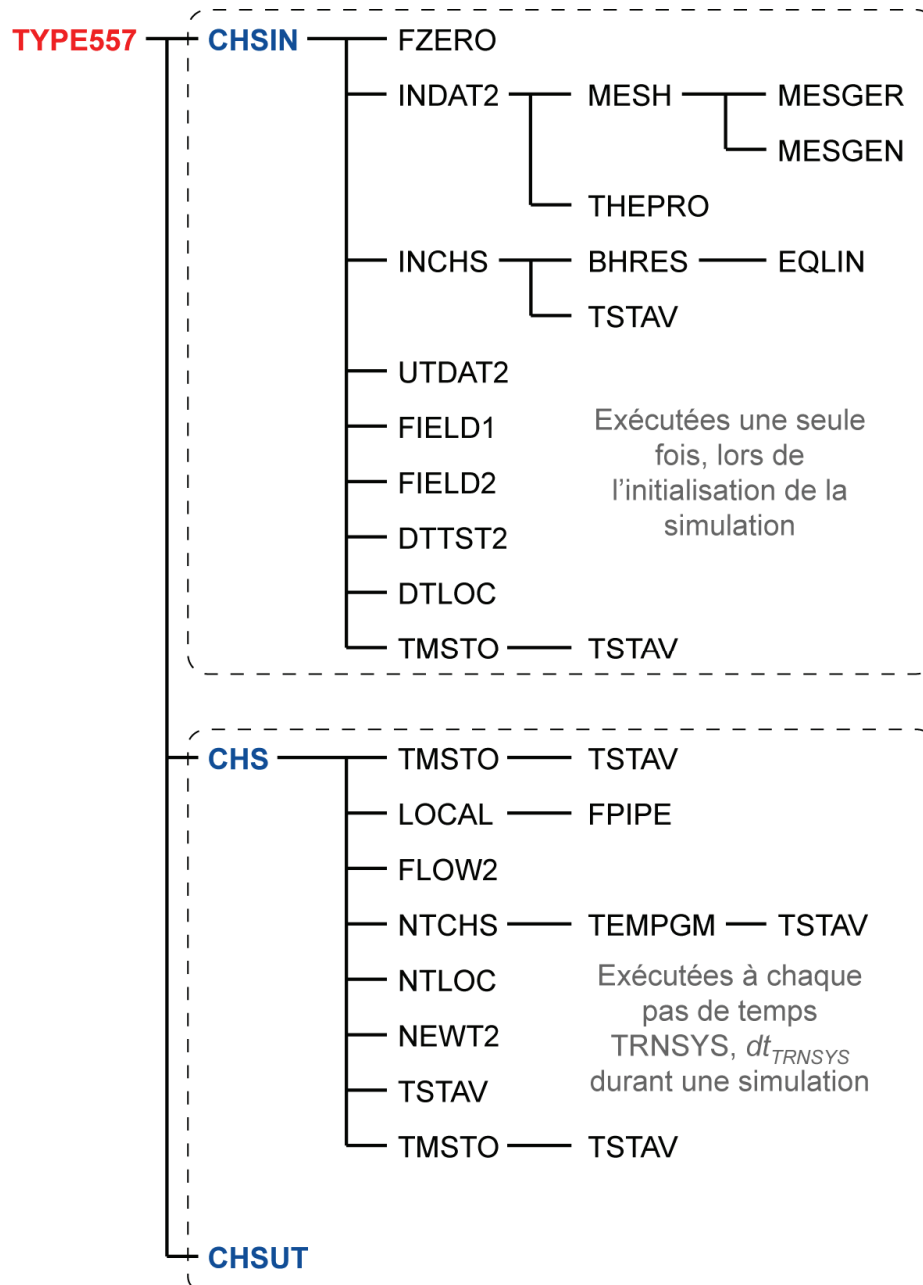 TYPE557 CHSIN FZERO
INDAT2 MESH MESGER
MESGEN
THEPRO
INCHS BHRES EQLIN
TSTAV
UTDAT2
FIELD1
FIELD2
DTTST2
DTLOC
TMSTO TSTAV
Exécutées une seule
fois, lors de
l’initialisation de la
simulation
CHS TMSTO TSTAV
LOCAL FPIPE
FLOW2
NTCHS TEMPGM TSTAV
NTLOC
NEWT2
TSTAV
TMSTO TSTAV
Exécutées à chaque
pas de temps
TRNSYS, dtTRNSYS
durant une simulation
CHSUT